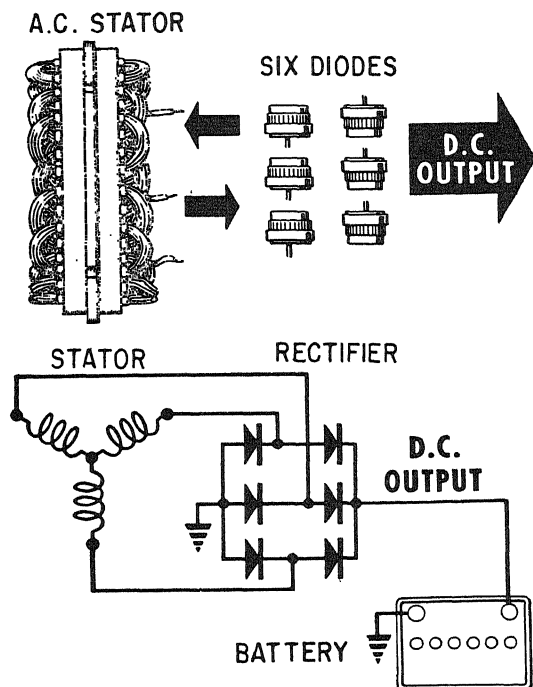 A.C. STATOR
SIX DIODES
D.C.
OUTPUT
STATOR
RECTIFIER
D.C.
OUTPUT
BATTERY